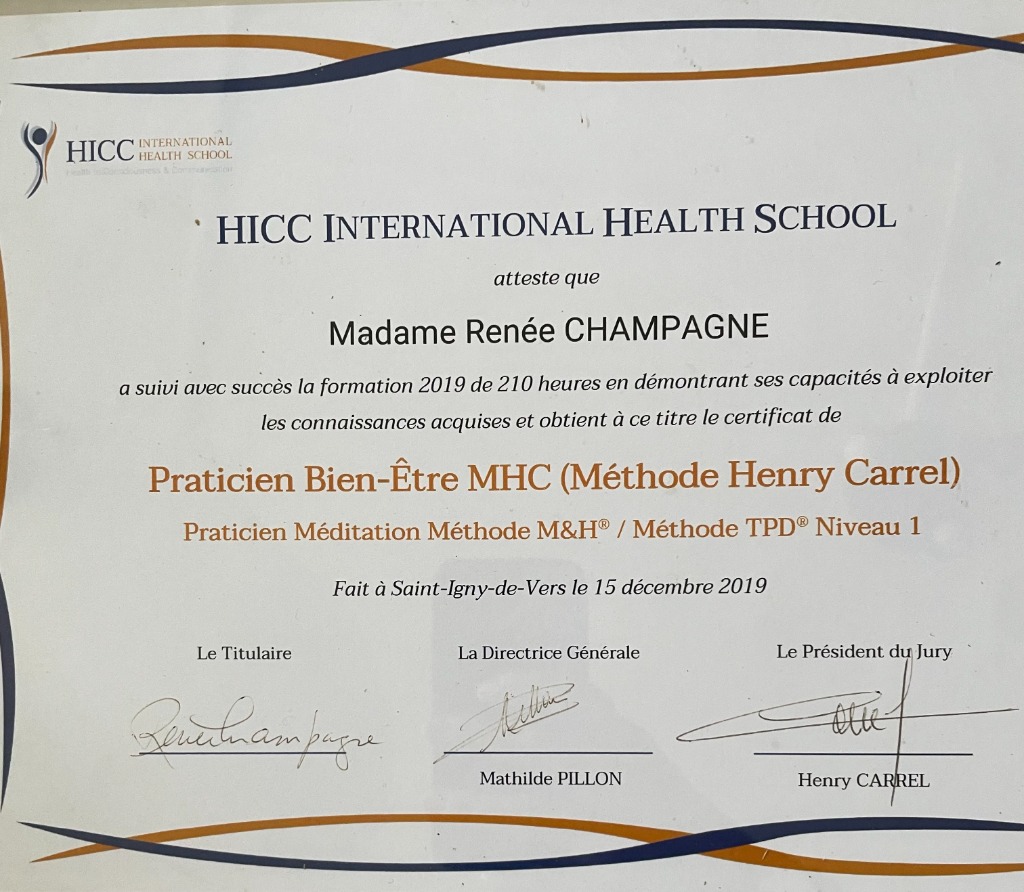 HICC INTERNATIONAL
HEALTH SCHOOL
HICC INTERNATIONAL HEALTH SCHOOL
atteste que
Madame Renée CHAMPAGNE
a suivi avec succès la formation 2019 de 210 heures en démontrant ses capacités à exploiter
les connaissances acquises et obtient à ce titre le certificat de
Praticien Bien-Être MHC (Méthode Henry Carrel)
Praticien Méditation Méthode M&H® / Méthode TPD® Niveau 1
Fait à Saint-Igny-de-Vers le 15 décembre 2019
Le Titulaire La Directrice Générale Le Président du Jury
Renée Champagne
Mathilde PILLON Henry CARREL